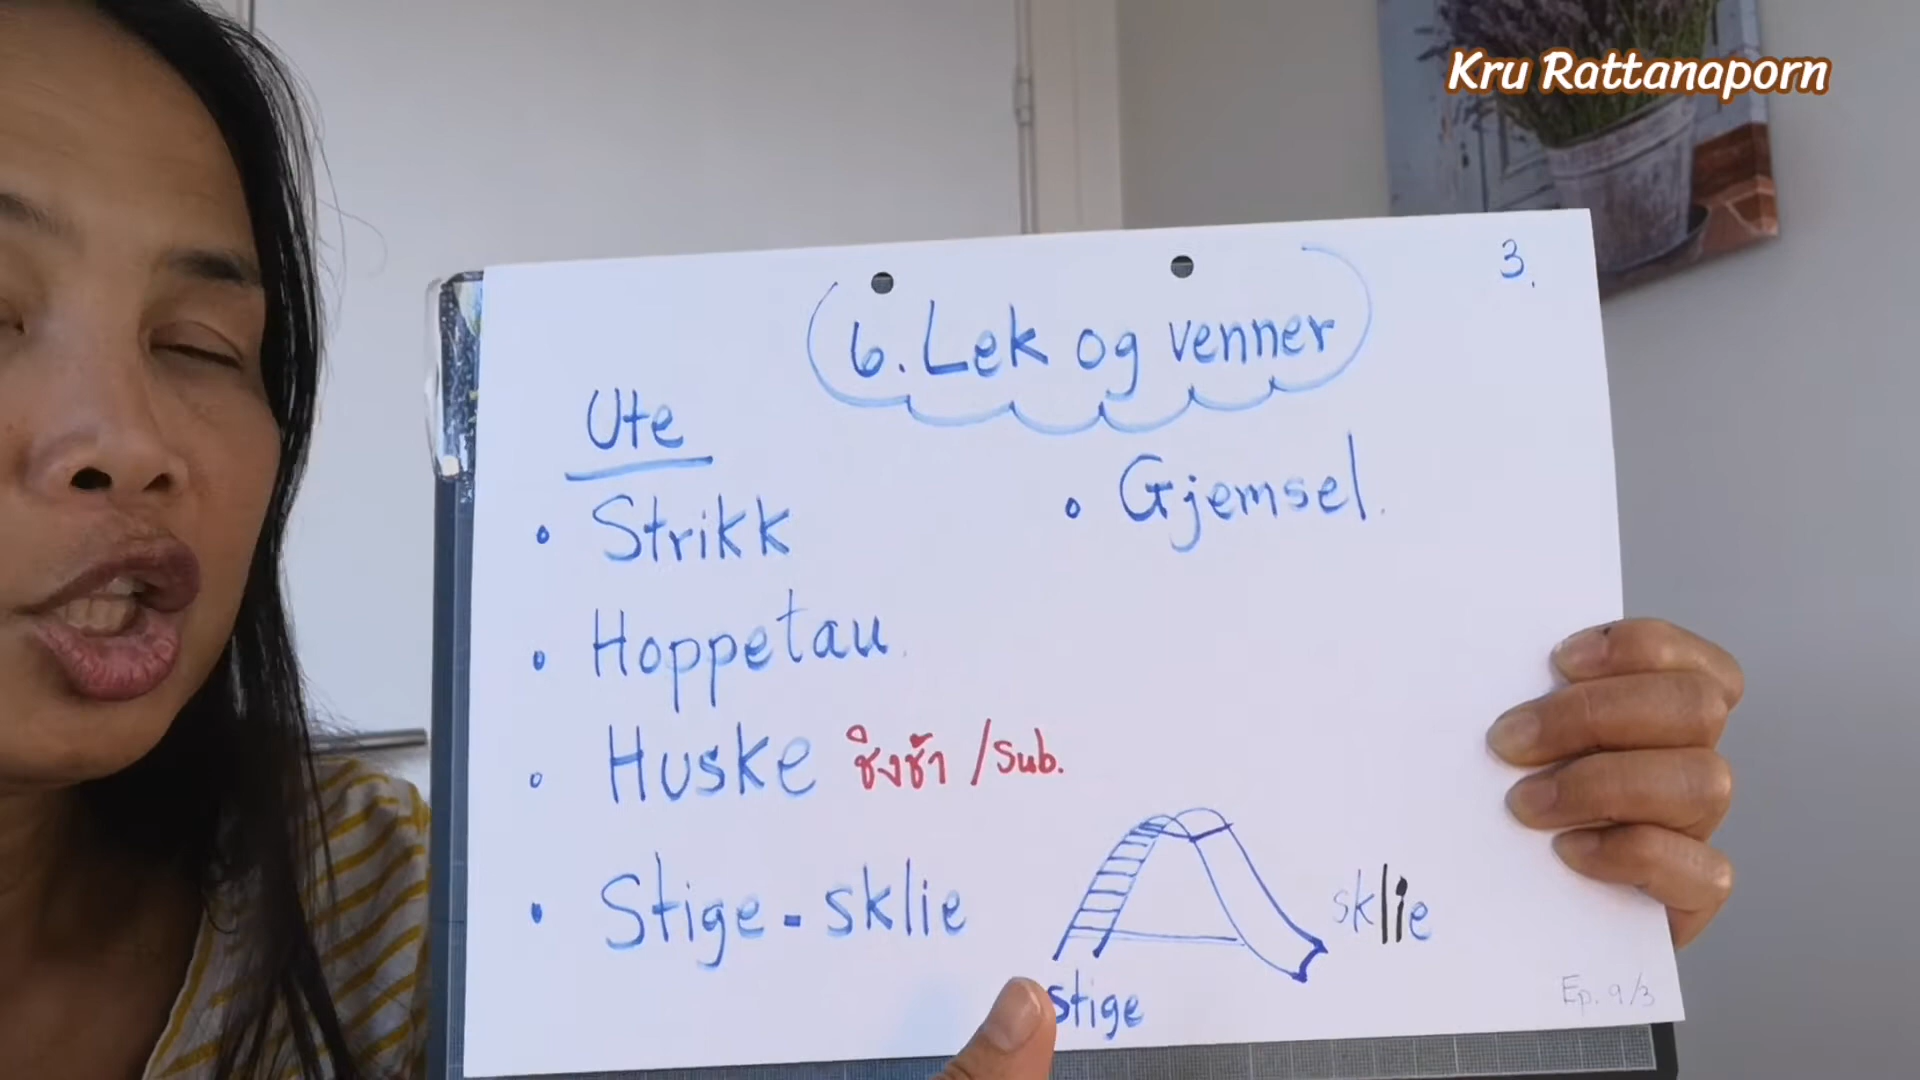 Kru Rattanaporn
3.
6. Lek og venner
Ute
• Strikk
• Gjemsel.
• Hoppetau.
• Huske ชิงช้า /Sub.
• Stige - sklie
sklie
stige
Ep. 9/3